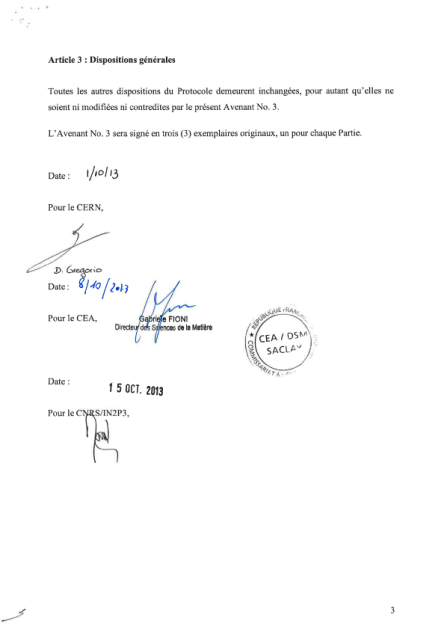 Article 3 : Dispositions générales
Toutes les autres dispositions du Protocole demeurent inchangées, pour autant qu'elles ne
soient ni modifiées ni contredites par le présent Avenant No. 3.
L'Avenant No. 3 sera signé en trois (3) exemplaires originaux, un pour chaque Partie.
Date : 1/10/13
Pour le CERN,
D. Gregorio
Date : 8/10/2013
Pour le CEA,
Gabriele FIONI
Directeur des Sciences de la Matière
RÉPUBLIQUE
CEA / DSM
SACLAY
COMMISSARIAT A
Date :
15 OCT. 2013
Pour le CNRS/IN2P3,
3